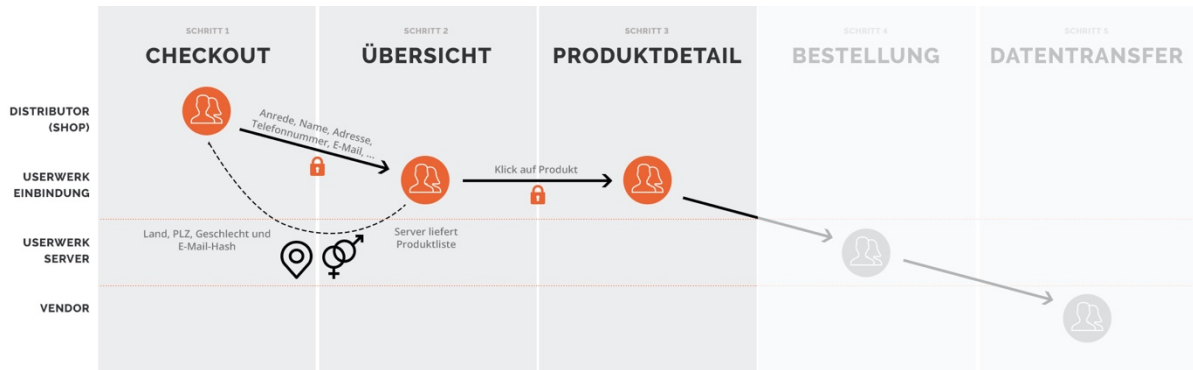 SCHRITT 1
CHECKOUT
SCHRITT 2
ÜBERSICHT
SCHRITT 3
PRODUKTDETAIL
SCHRITT 4
BESTELLUNG
SCHRITT 5
DATENTRANSFER
DISTRIBUTOR
(SHOP)
Anrede, Name, Adresse,
Telefonnummer, E-Mail, ...
USERWERK
EINBINDUNG
Klick auf Produkt
USERWERK
SERVER
Land, PLZ, Geschlecht und
E-Mail-Hash
Server liefert
Produktliste
VENDOR